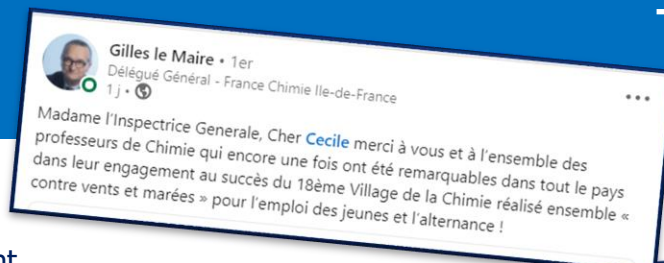 Gilles le Maire • 1er
Délégué Général - France Chimie Ile-de-France
1 j •
Madame l'Inspectrice Generale, Cher Cecile merci à vous et à l'ensemble des
professeurs de Chimie qui encore une fois ont été remarquables dans tout le pays
dans leur engagement au succès du 18ème Village de la Chimie réalisé ensemble «
contre vents et marées » pour l'emploi des jeunes et l'alternance !